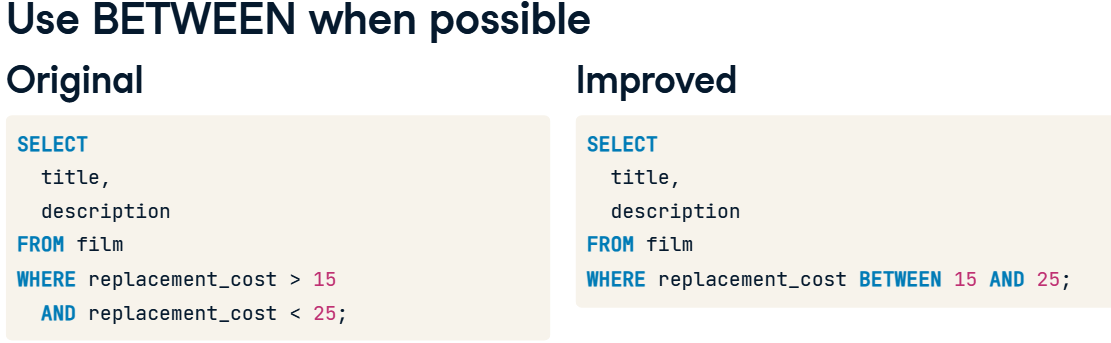 Use BETWEEN when possible
Original
SELECT
title,
description
FROM film
WHERE replacement_cost > 15
AND replacement_cost < 25;
Improved
SELECT
title,
description
FROM film
WHERE replacement_cost BETWEEN 15 AND 25;